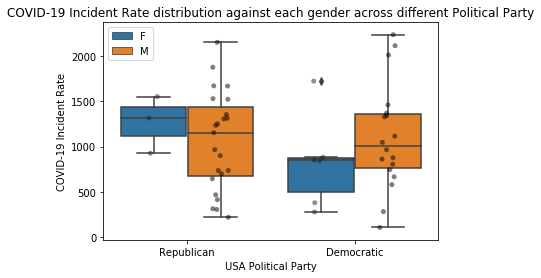 COVID-19 Incident Rate distribution against each gender across different Political Party
F
M
2000
1500
1000
500
0
COVID-19 Incident Rate
Republican
Democratic
USA Political Party